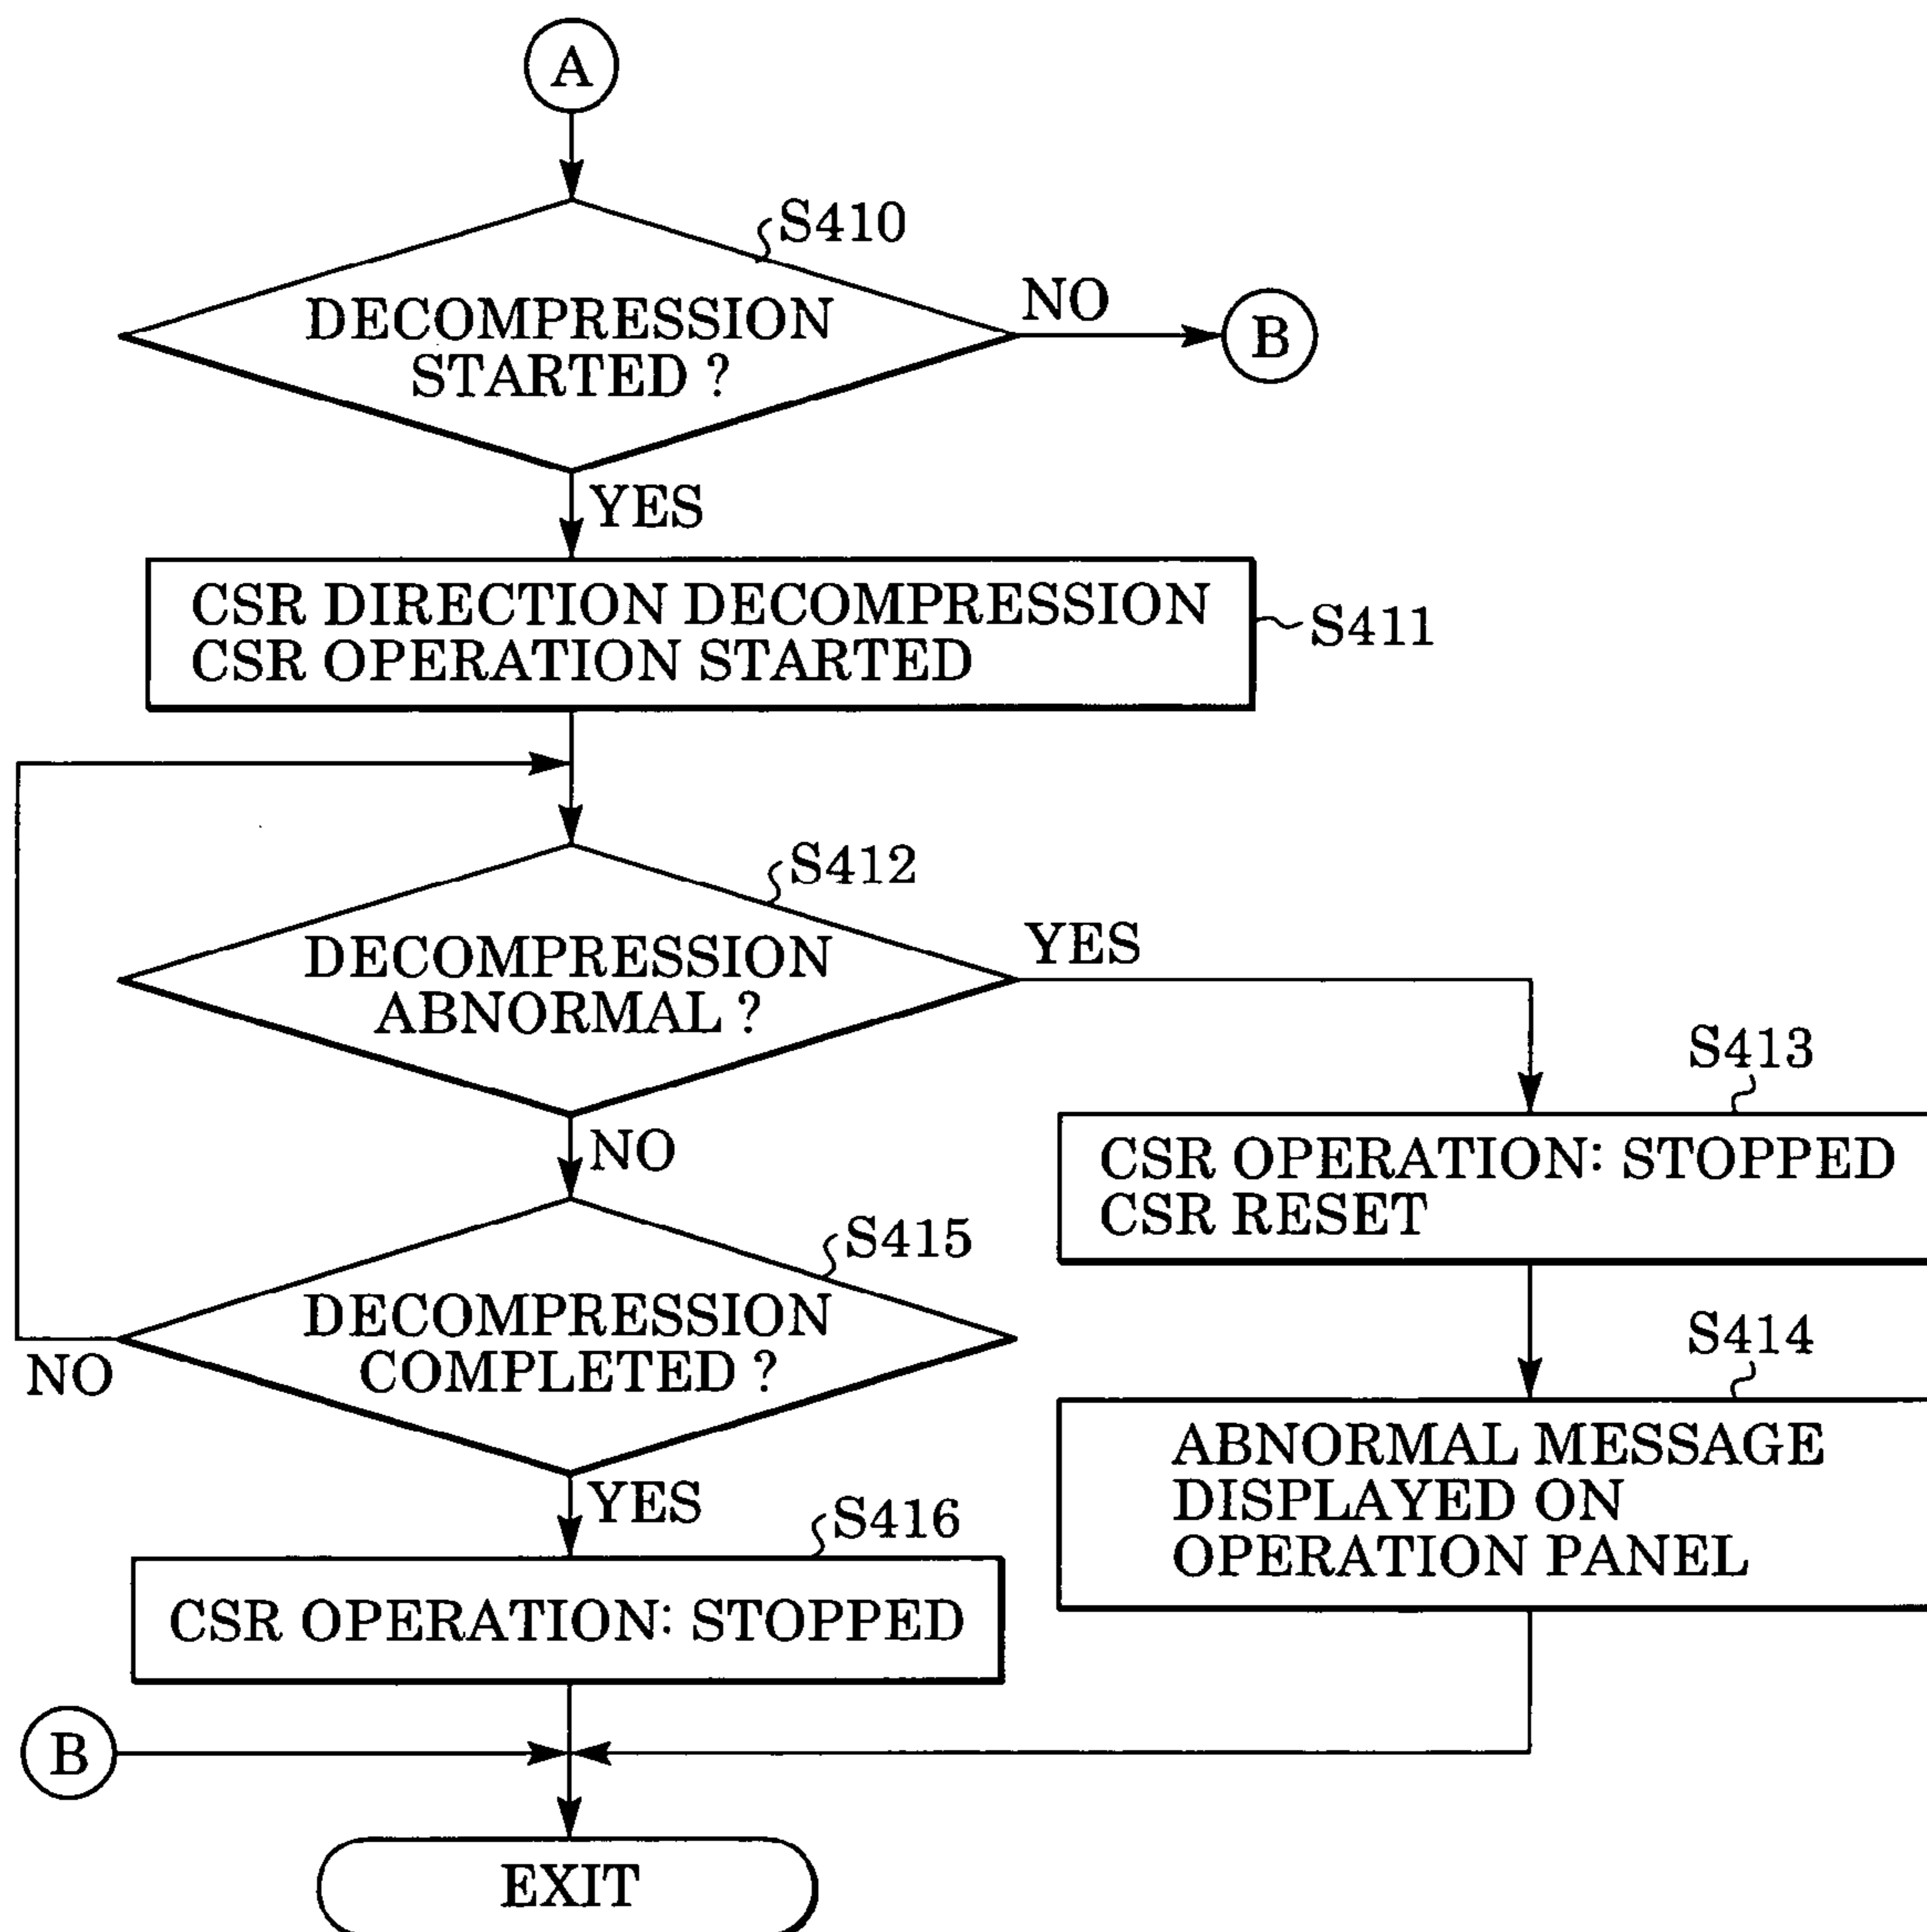 A
S410
DECOMPRESSION
STARTED ?
NO
B
YES
CSR DIRECTION DECOMPRESSION
CSR OPERATION STARTED
S411
S412
DECOMPRESSION
ABNORMAL ?
YES
NO
S413
CSR OPERATION: STOPPED
CSR RESET
S415
DECOMPRESSION
COMPLETED ?
NO
YES
S414
ABNORMAL MESSAGE
DISPLAYED ON
OPERATION PANEL
S416
CSR OPERATION: STOPPED
B
EXIT